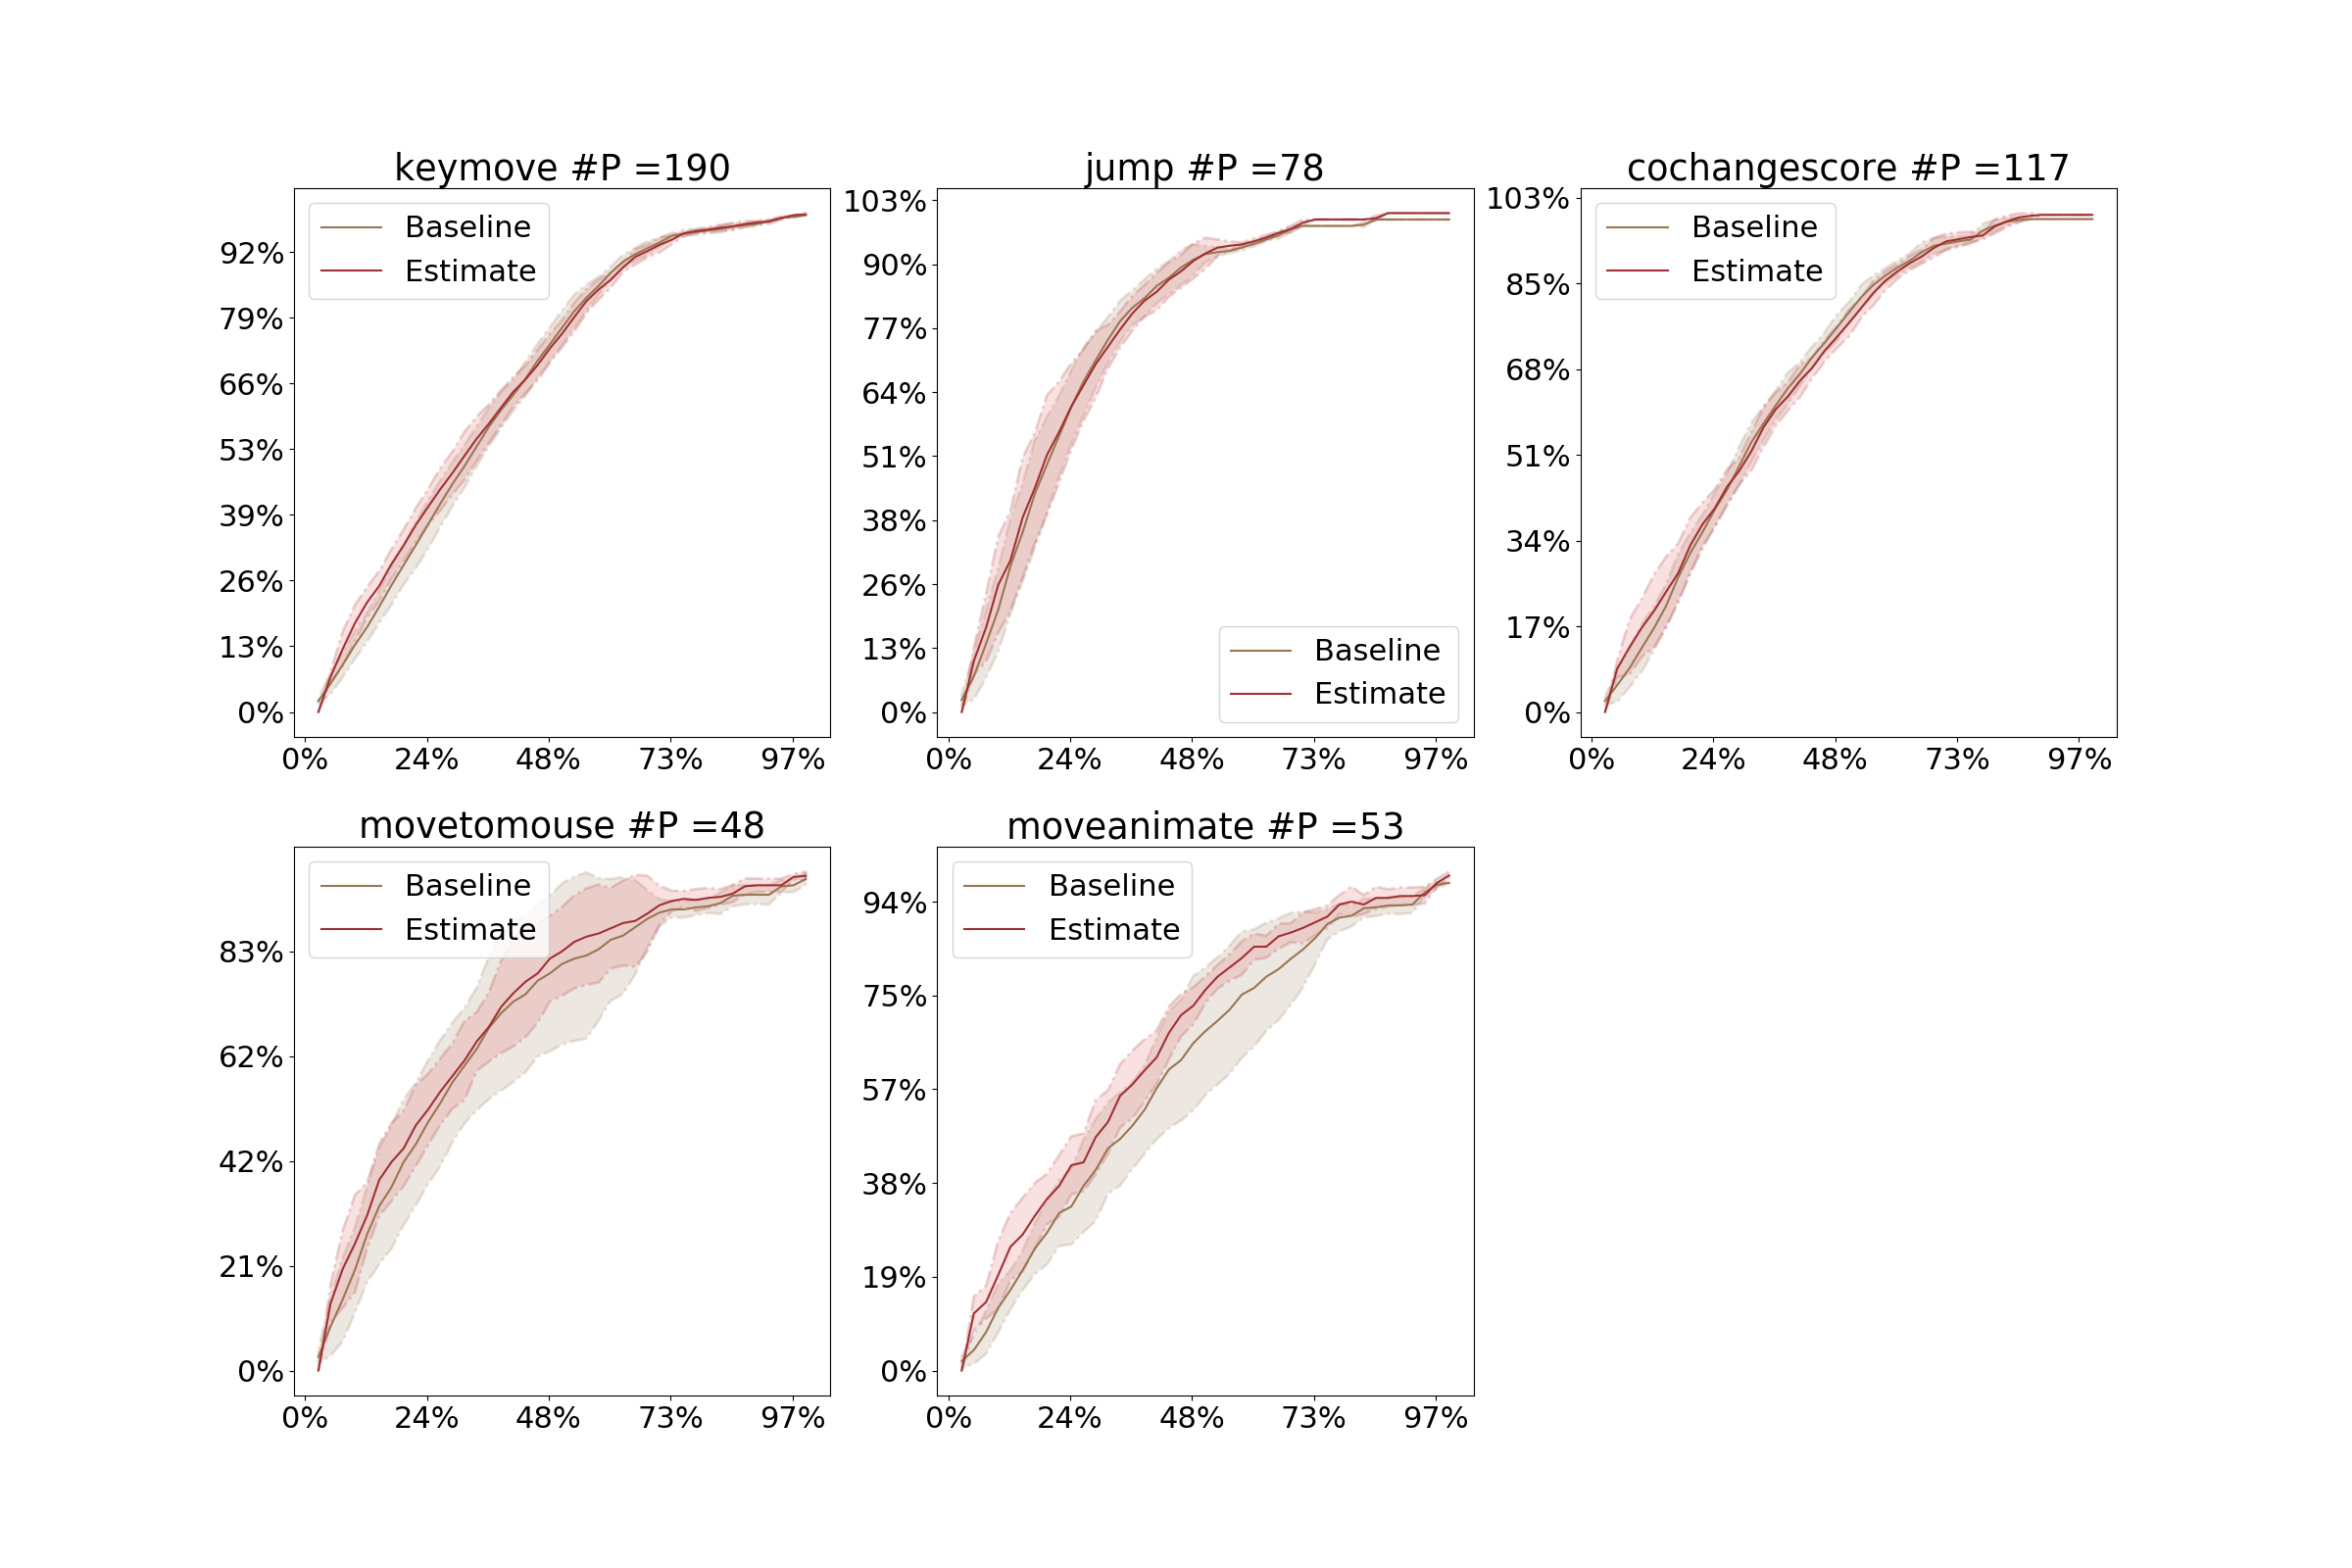 keymove #P =190
92%
79%
66%
53%
39%
26%
13%
0%
0% 24% 48% 73% 97%
Baseline
Estimate
jump #P =78
103%
90%
77%
64%
51%
38%
26%
13%
0%
0% 24% 48% 73% 97%
Baseline
Estimate
cochangescore #P =117
103%
85%
68%
51%
34%
17%
0%
0% 24% 48% 73% 97%
Baseline
Estimate
movetomouse #P =48
83%
62%
42%
21%
0%
0% 24% 48% 73% 97%
Baseline
Estimate
moveanimate #P =53
94%
75%
57%
38%
19%
0%
0% 24% 48% 73% 97%
Baseline
Estimate